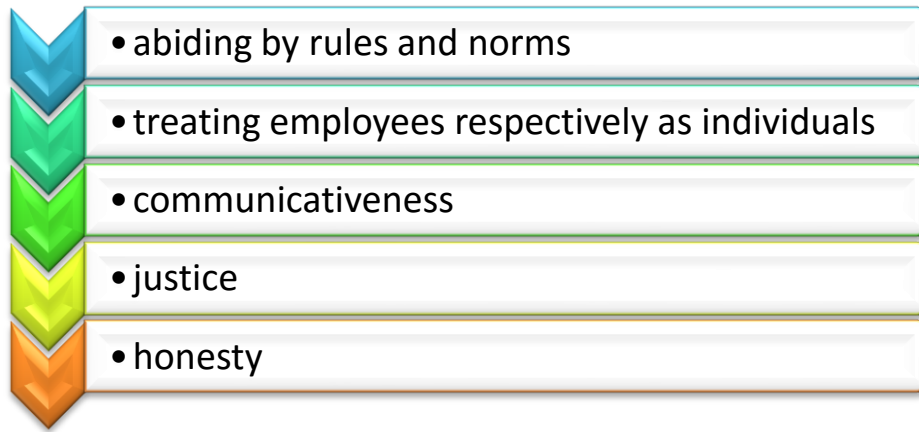 • abiding by rules and norms
• treating employees respectively as individuals
• communicativeness
• justice
• honesty